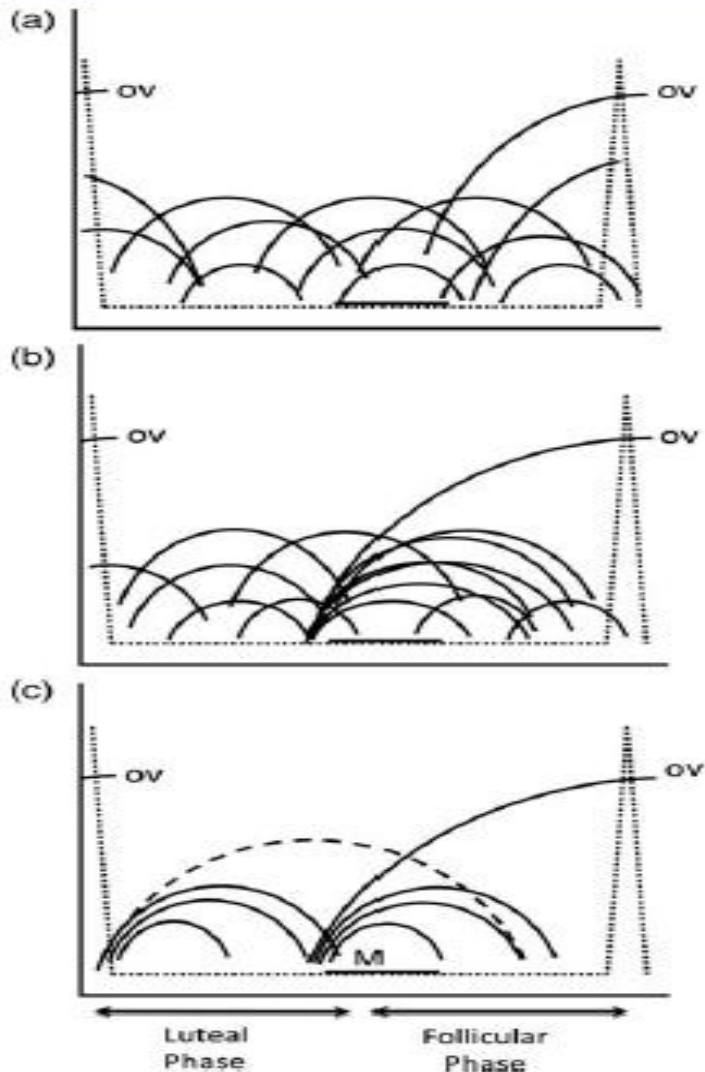 (a)
OV
OV
(b)
OV
OV
(c)
OV
OV
M
Luteal
Phase
Follicular
Phase